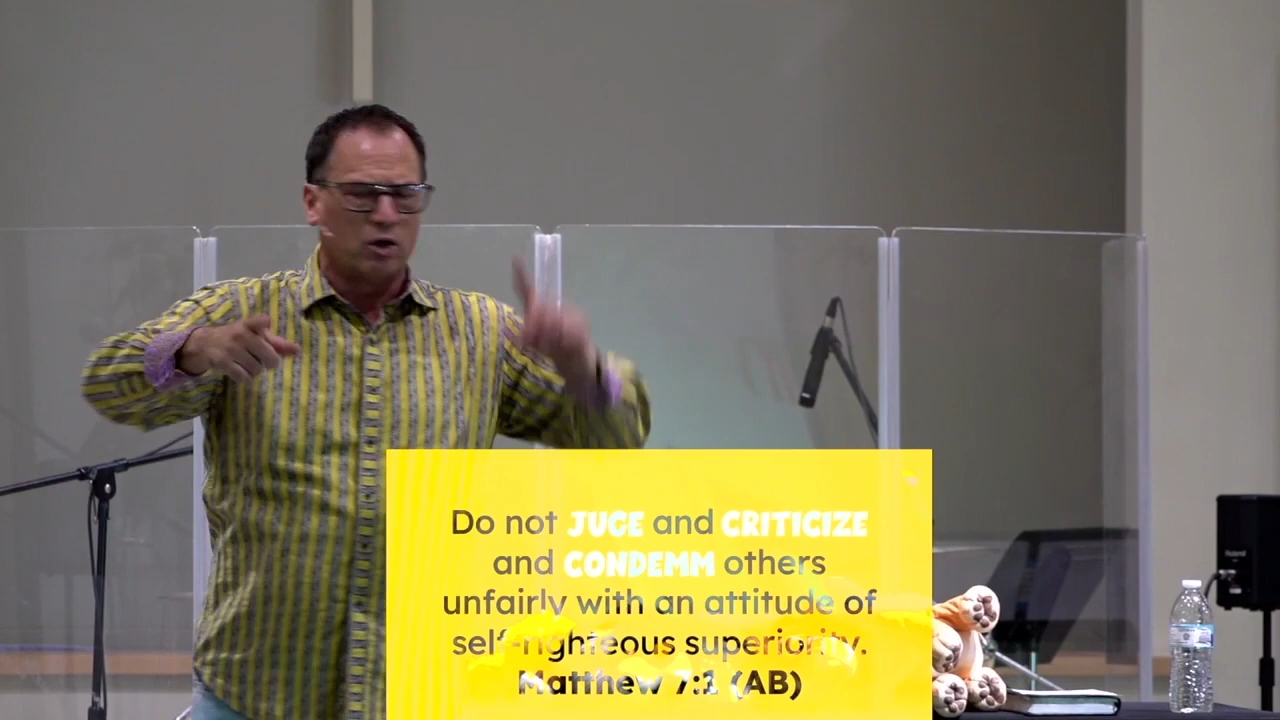 Do not JUGE and CRITICIZE
and CONDEMM others
unfairly with an attitude of
self-righteous superiority.
Matthew 7:1 (AB)
Roland